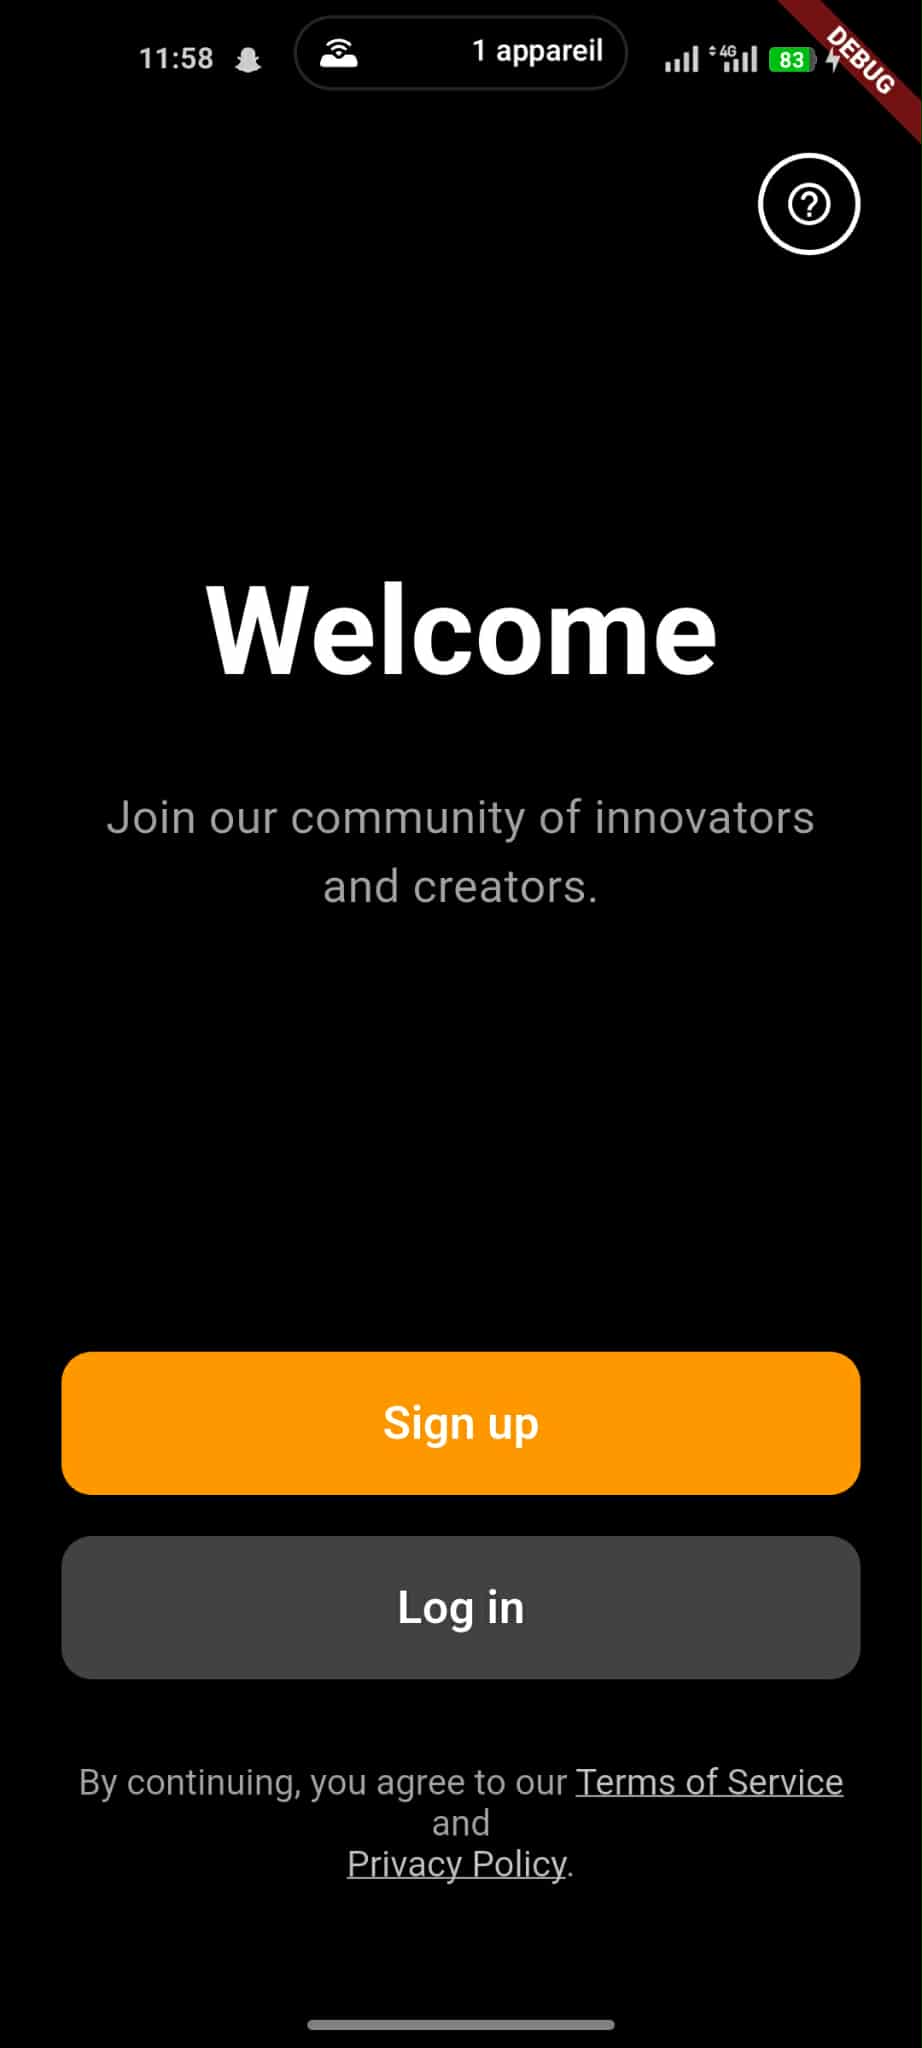 11:58
1 appareil
4G
83
DEBUG
Welcome
Join our community of innovators
and creators.
Sign up
Log in
By continuing, you agree to our Terms of Service
and
Privacy Policy.